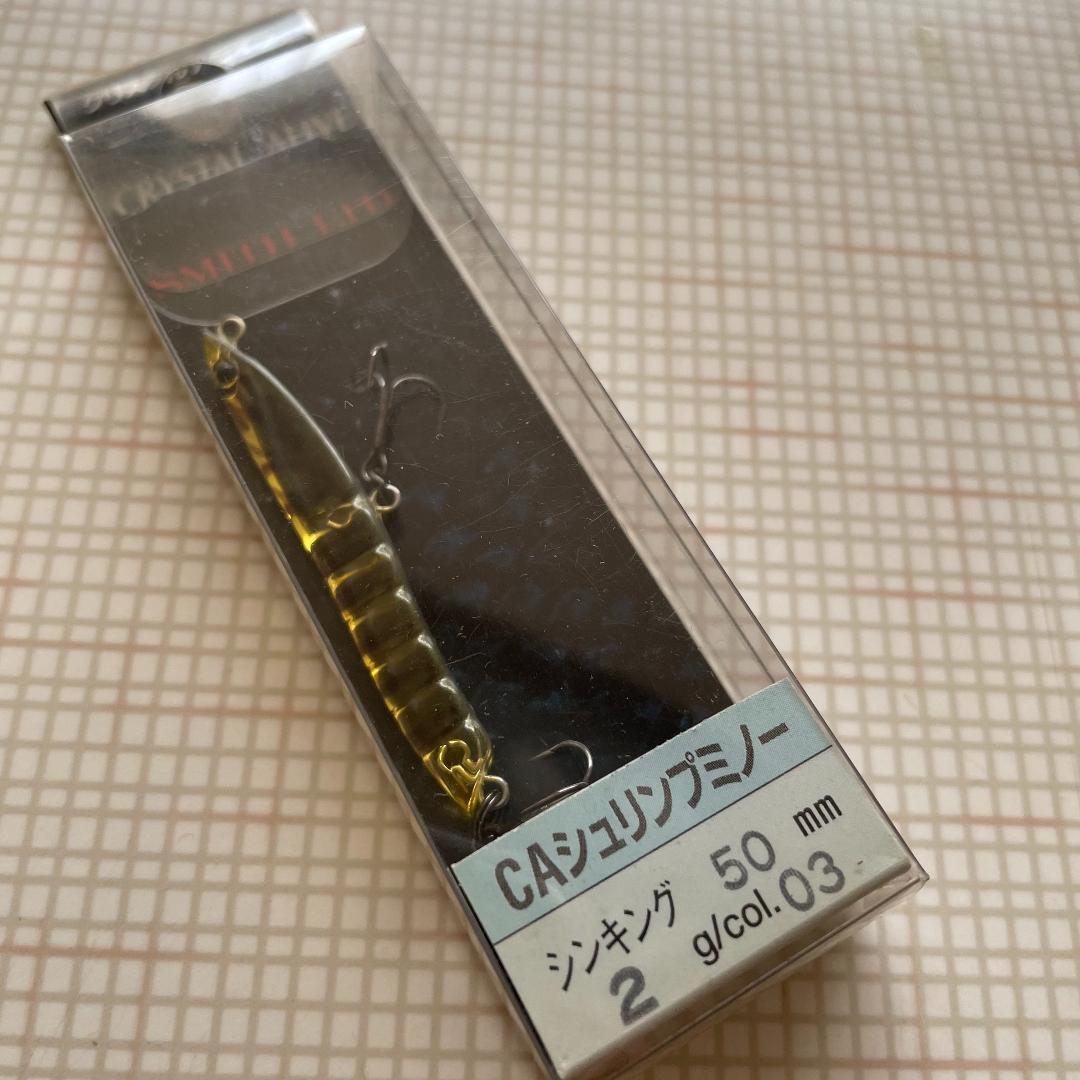 CRYSTAL ALIVE
SMITH LTD
CAシュリンプミノー
50 mm
シンキング
2 g/col. 03